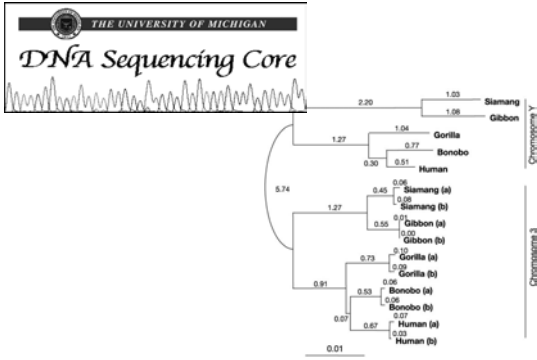 THE UNIVERSITY OF MICHIGAN
DNA Sequencing Core
1.03
2.20
Siamang
1.08
Gibbon
1.04
1.27
Gorilla
0.77
Bonobo
0.30
0.51
Human
Chromosome Y
5.74
0.06
0.45
Siamang (a)
0.08
1.27
Siamang (b)
0.01
0.55
Gibbon (a)
0.00
Gibbon (b)
0.10
0.73
Gorilla (a)
0.09
Gorilla (b)
0.91
0.06
0.53
Bonobo (a)
0.06
Bonobo (b)
0.07
0.07
Human (a)
0.67
0.03
Human (b)
Chromosome 3
0.01